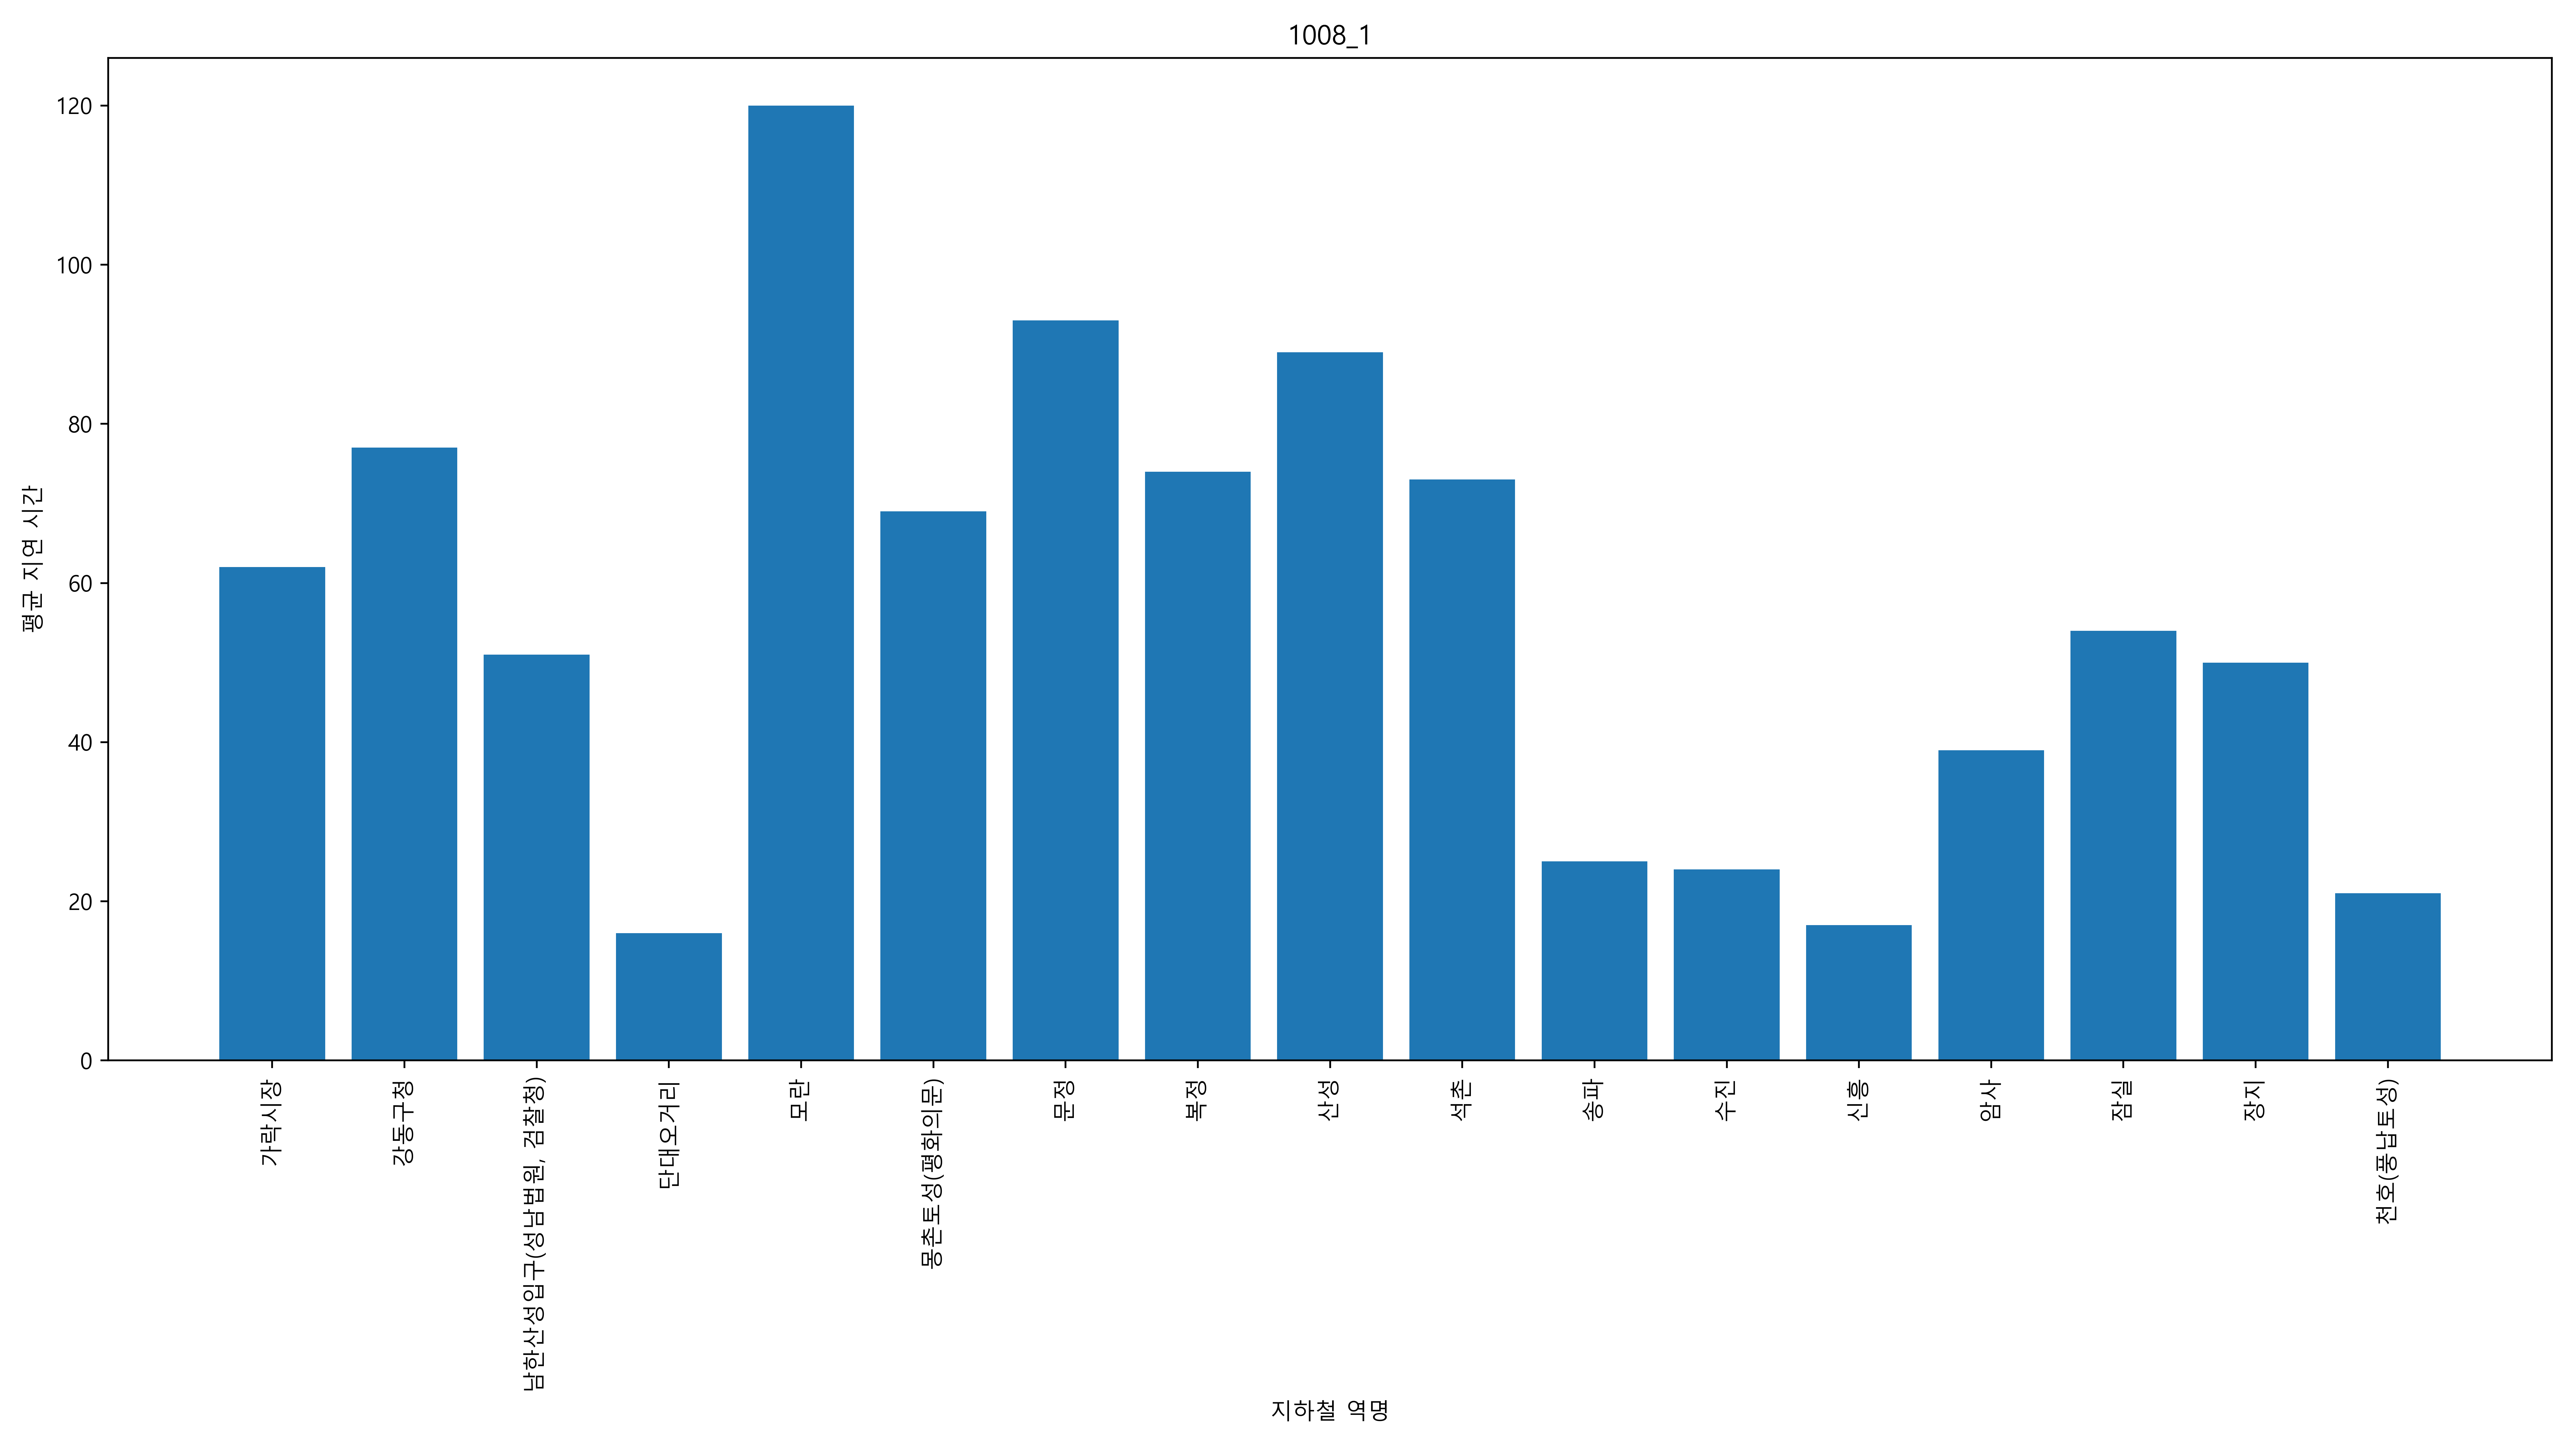 1008_1
평균 지연 시간
120
100
80
60
40
20
0
가락시장
강동구청
남한산성입구(성남법원, 검찰청)
단대오거리
모란
몽촌토성(평화의문)
문정
복정
산성
석촌
송파
수진
신흥
암사
잠실
장지
천호(풍납토성)
지하철 역명